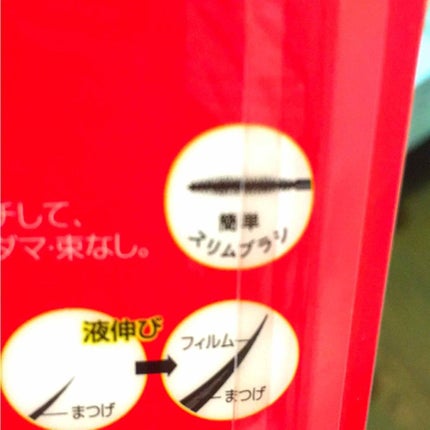 簡単
スリムブラシ
チして、
ダマ・束なし。
液伸び
フィルム
まつげ
まつげ